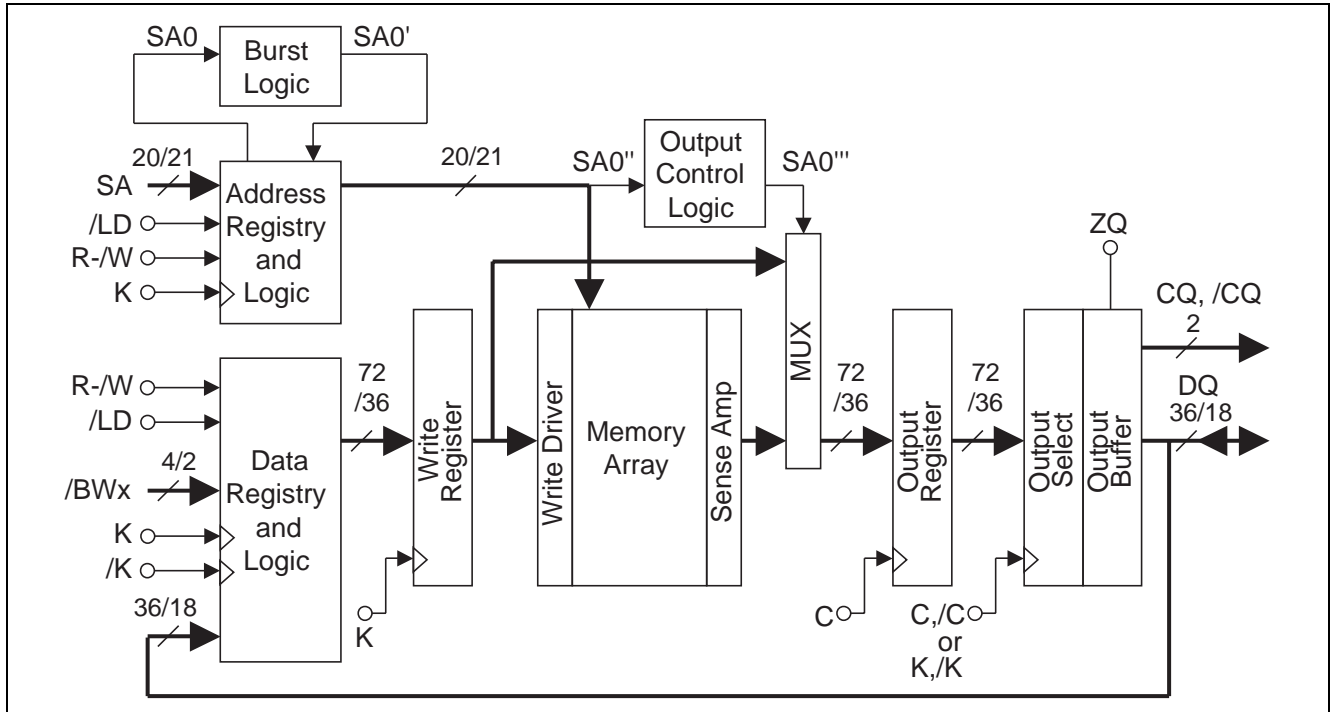 SA0
Burst
Logic
SA0'
20/21
SA
/LD
R-/W
K
Address
Registry
and
Logic
20/21
SA0''
Output
Control
Logic
SA0'''
MUX
ZQ
CQ, /CQ
2
DQ
36/18
R-/W
/LD
4/2
/BWx
K
/K
36/18
Data
Registry
and
Logic
72
/36
Write
Register
K
Write Driver
Memory
Array
Sense Amp
72
/36
Output
Register
C
72
/36
Output
Select
Output
Buffer
C,/C
or
K,/K